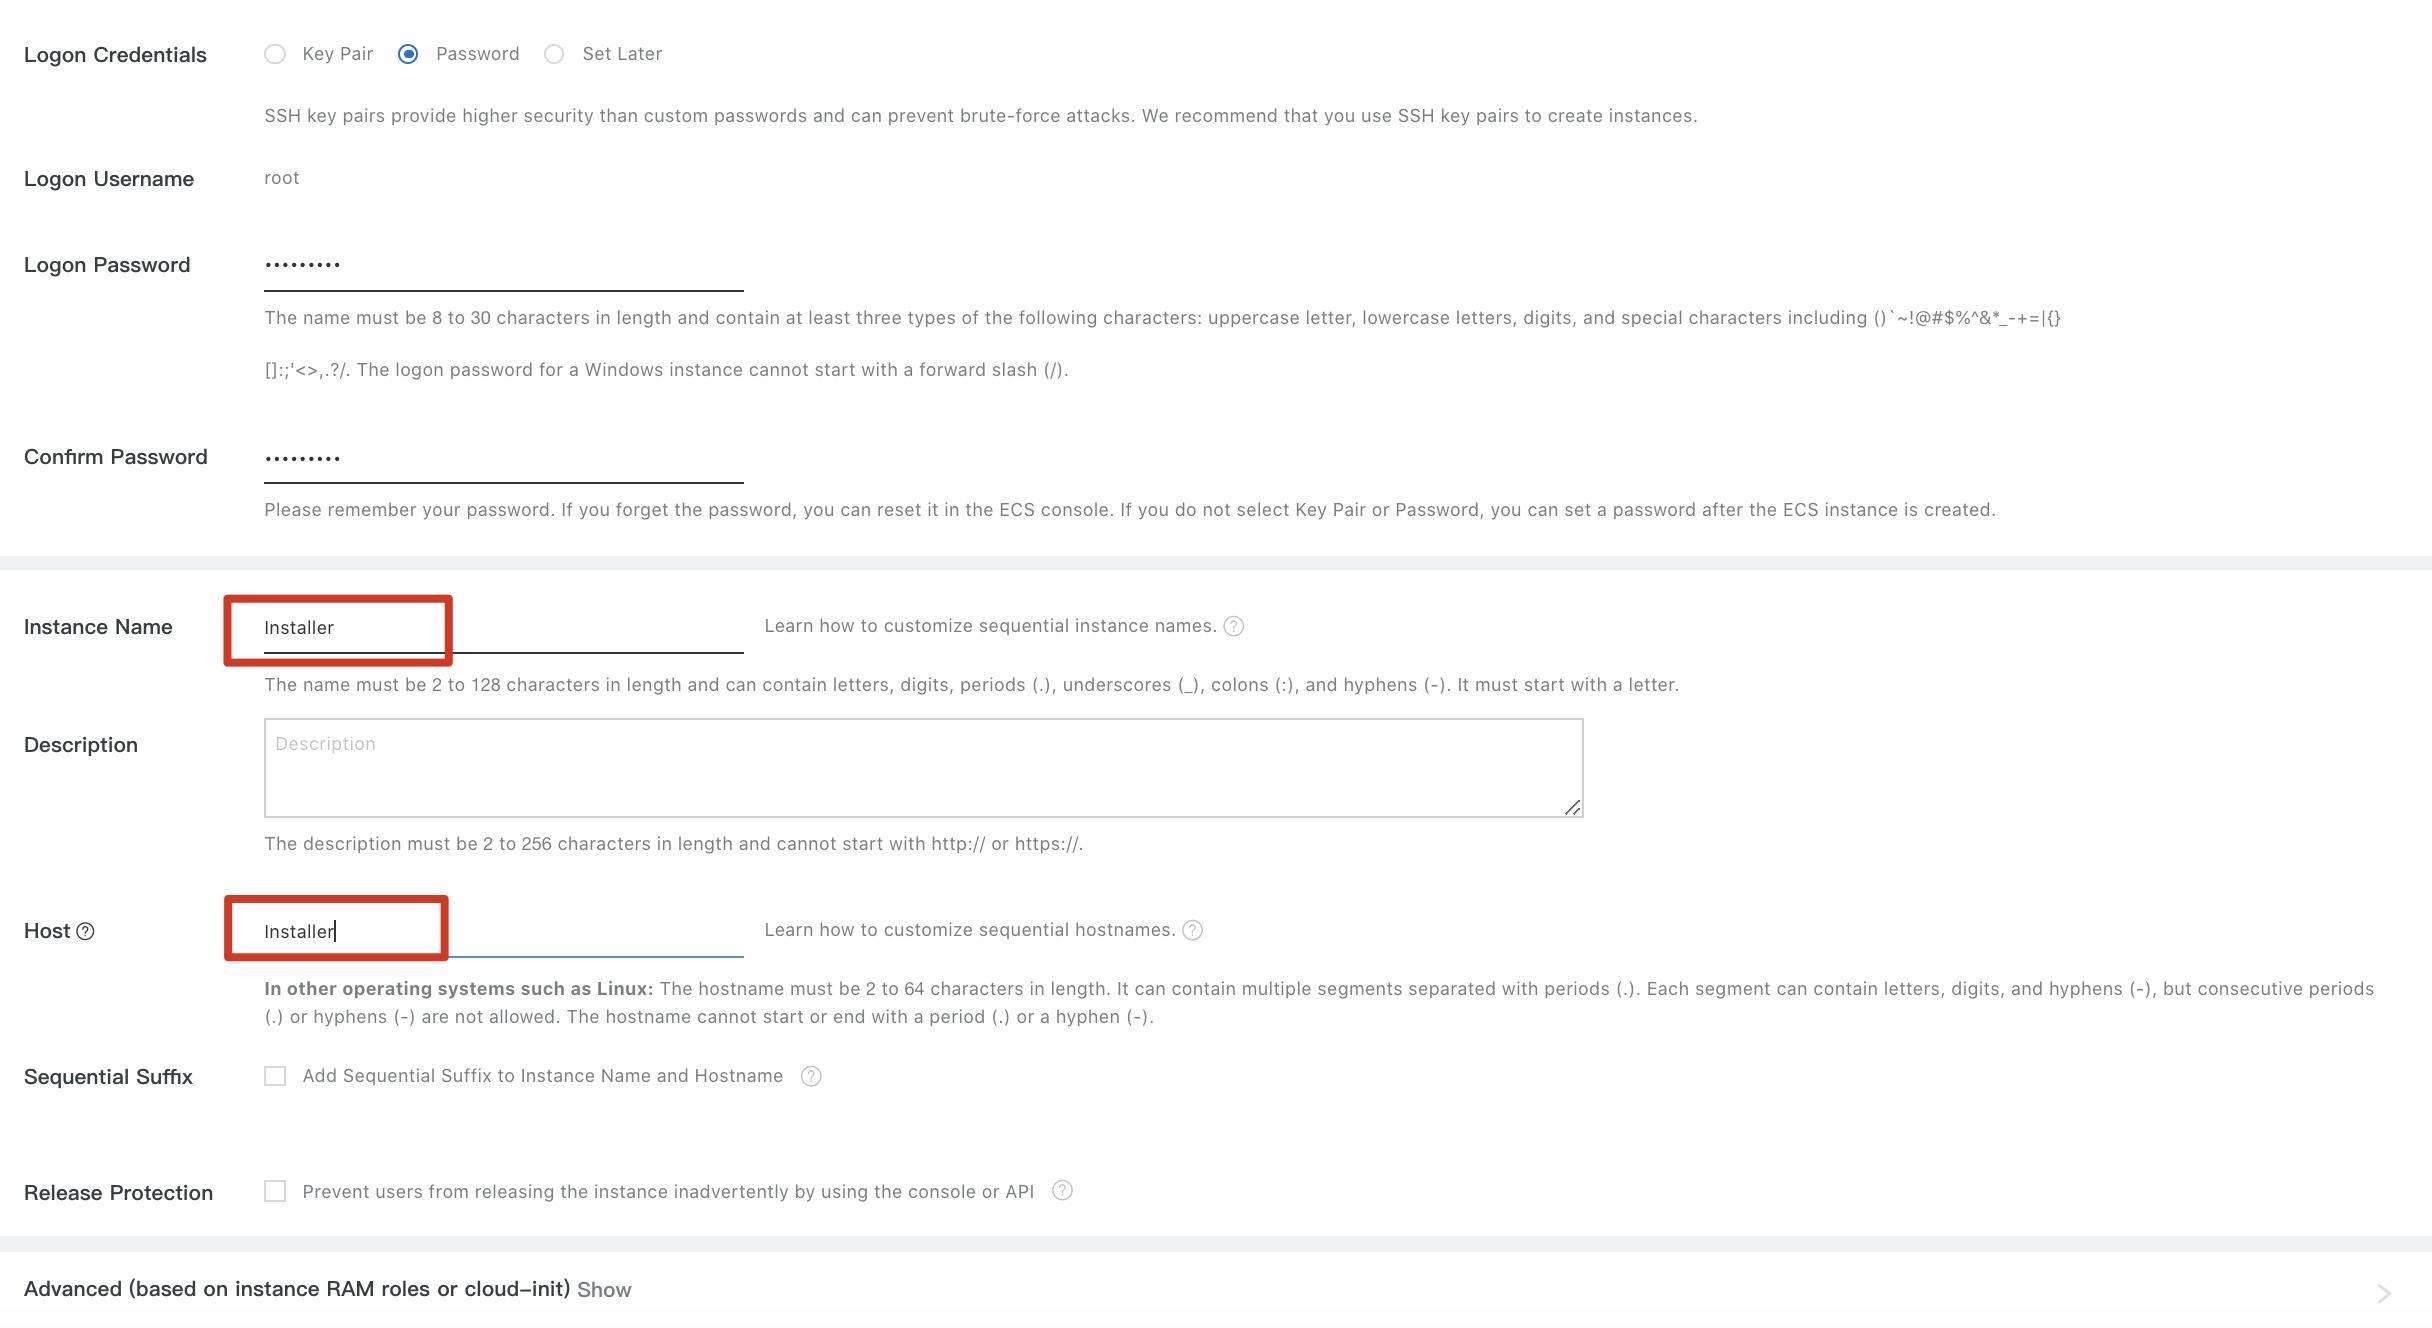 Logon Credentials Key Pair Password Set Later
SSH key pairs provide higher security than custom passwords and can prevent brute-force attacks. We recommend that you use SSH key pairs to create instances.
Logon Username root
Logon Password •••••••••
The name must be 8 to 30 characters in length and contain at least three types of the following characters: uppercase letter, lowercase letters, digits, and special characters including ()`~!@#$%^&*_-+=|{}
[]:;'<>,.?/. The logon password for a Windows instance cannot start with a forward slash (/).
Confirm Password •••••••••
Please remember your password. If you forget the password, you can reset it in the ECS console. If you do not select Key Pair or Password, you can set a password after the ECS instance is created.
Instance Name Installer Learn how to customize sequential instance names. ?
The name must be 2 to 128 characters in length and can contain letters, digits, periods (.), underscores (_), colons (:), and hyphens (-). It must start with a letter.
Description Description
The description must be 2 to 256 characters in length and cannot start with http:// or https://.
Host ? Installer Learn how to customize sequential hostnames. ?
In other operating systems such as Linux: The hostname must be 2 to 64 characters in length. It can contain multiple segments separated with periods (.). Each segment can contain letters, digits, and hyphens (-), but consecutive periods
(.) or hyphens (-) are not allowed. The hostname cannot start or end with a period (.) or a hyphen (-).
Sequential Suffix Add Sequential Suffix to Instance Name and Hostname ?
Release Protection Prevent users from releasing the instance inadvertently by using the console or API ?
Advanced (based on instance RAM roles or cloud-init) Show